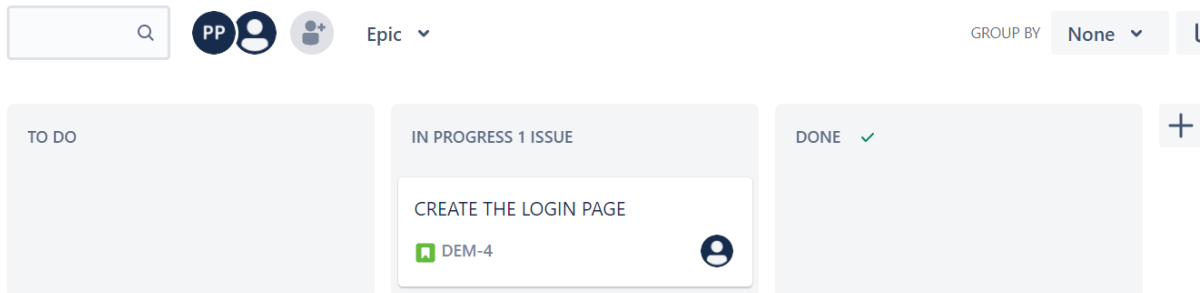 PP
Epic
GROUP BY
None
TO DO
IN PROGRESS 1 ISSUE
DONE
CREATE THE LOGIN PAGE
DEM-4